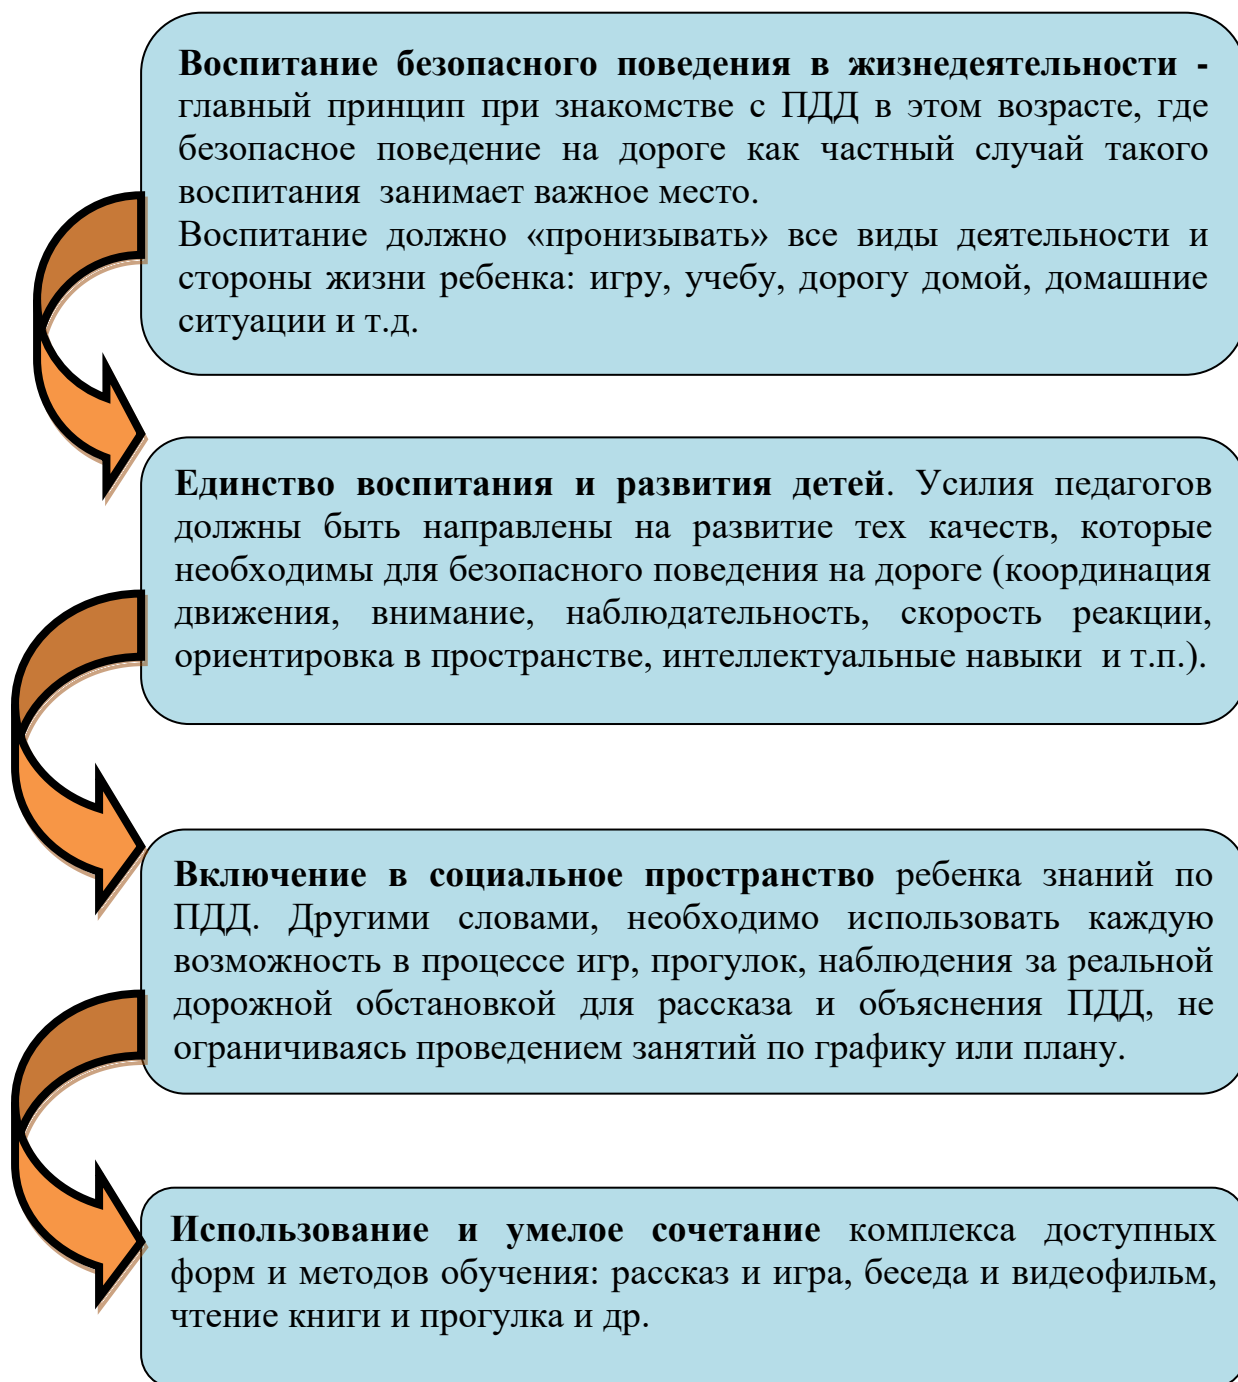 Воспитание безопасного поведения в жизнедеятельности -
главный принцип при знакомстве с ПДД в этом возрасте, где
безопасное поведение на дороге как частный случай такого
воспитания занимает важное место.
Воспитание должно «пронизывать» все виды деятельности и
стороны жизни ребенка: игру, учебу, дорогу домой, домашние
ситуации и т.д.
Единство воспитания и развития детей. Усилия педагогов
должны быть направлены на развитие тех качеств, которые
необходимы для безопасного поведения на дороге (координация
движения, внимание, наблюдательность, скорость реакции,
ориентировка в пространстве, интеллектуальные навыки и т.п.).
Включение в социальное пространство ребенка знаний по
ПДД. Другими словами, необходимо использовать каждую
возможность в процессе игр, прогулок, наблюдения за реальной
дорожной обстановкой для рассказа и объяснения ПДД, не
ограничиваясь проведением занятий по графику или плану.
Использование и умелое сочетание комплекса доступных
форм и методов обучения: рассказ и игра, беседа и видеофильм,
чтение книги и прогулка и др.